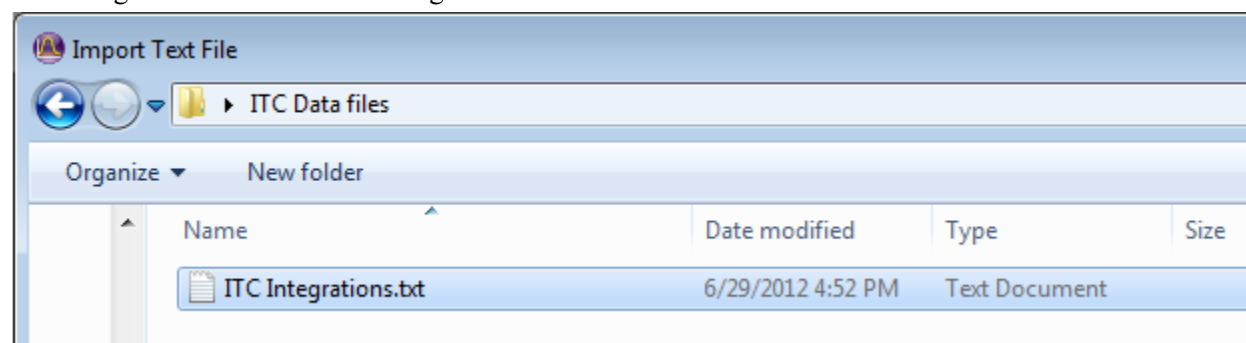 Import Text File
ITC Data files
Organize New folder
Name Date modified Type Size
ITC Integrations.txt 6/29/2012 4:52 PM Text Document